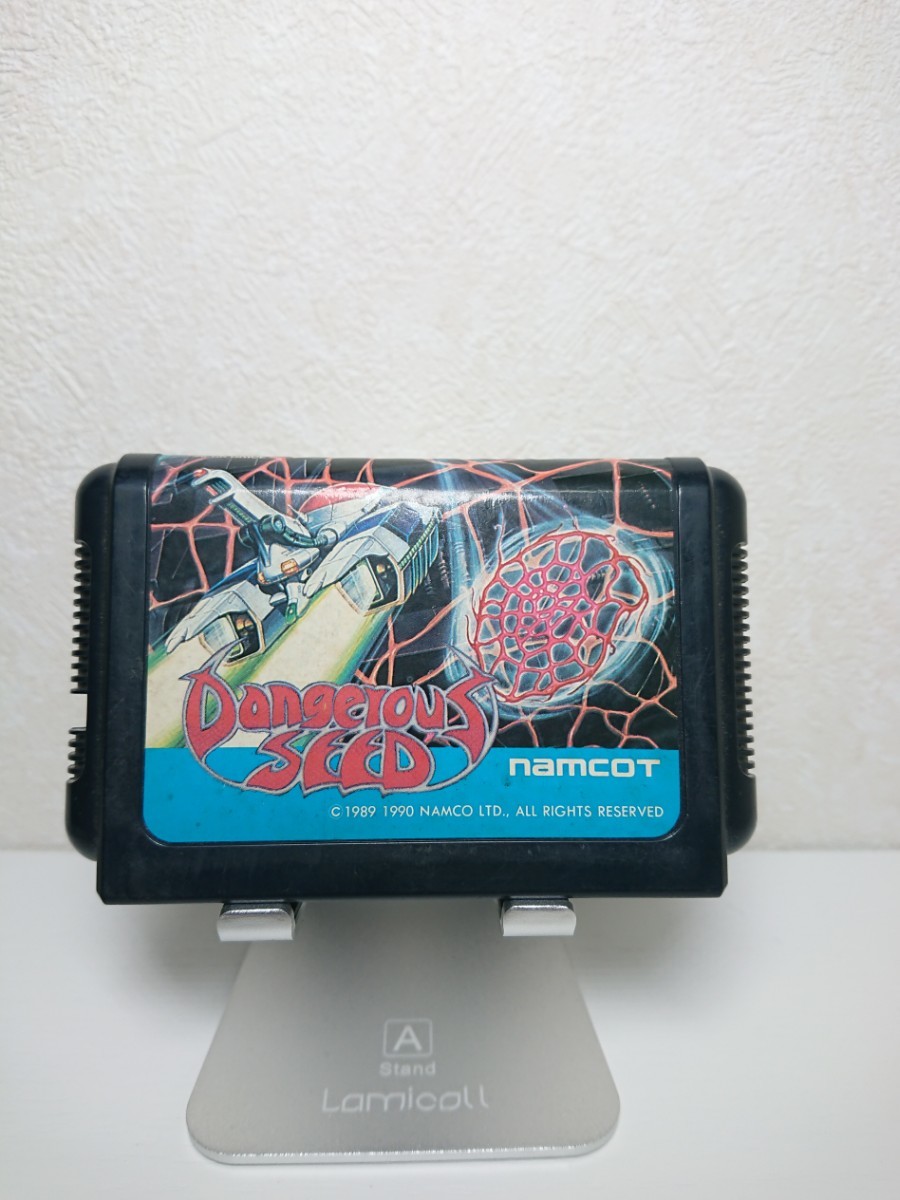 Dangerous
SEED
namcot
© 1989 1990 NAMCO LTD., ALL RIGHTS RESERVED
A
Stand
Lamicall